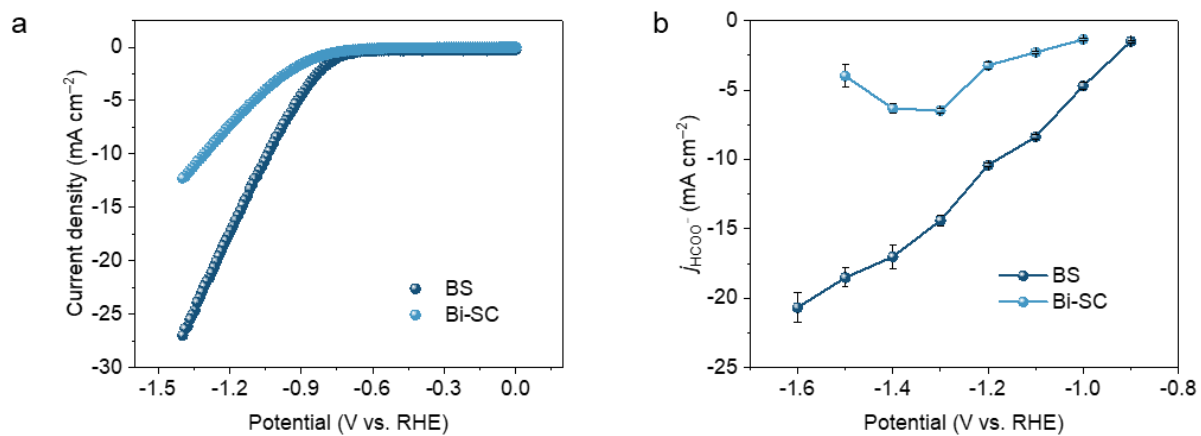 a
Current density (mA cm⁻²)
0
-5
-10
-15
-20
-25
-30
-1.5
-1.2
-0.9
-0.6
-0.3
0.0
Potential (V vs. RHE)
BS
Bi-SC
b
jHCOO⁻ (mA cm⁻²)
0
-5
-10
-15
-20
-25
-1.6
-1.4
-1.2
-1.0
-0.8
Potential (V vs. RHE)
BS
Bi-SC